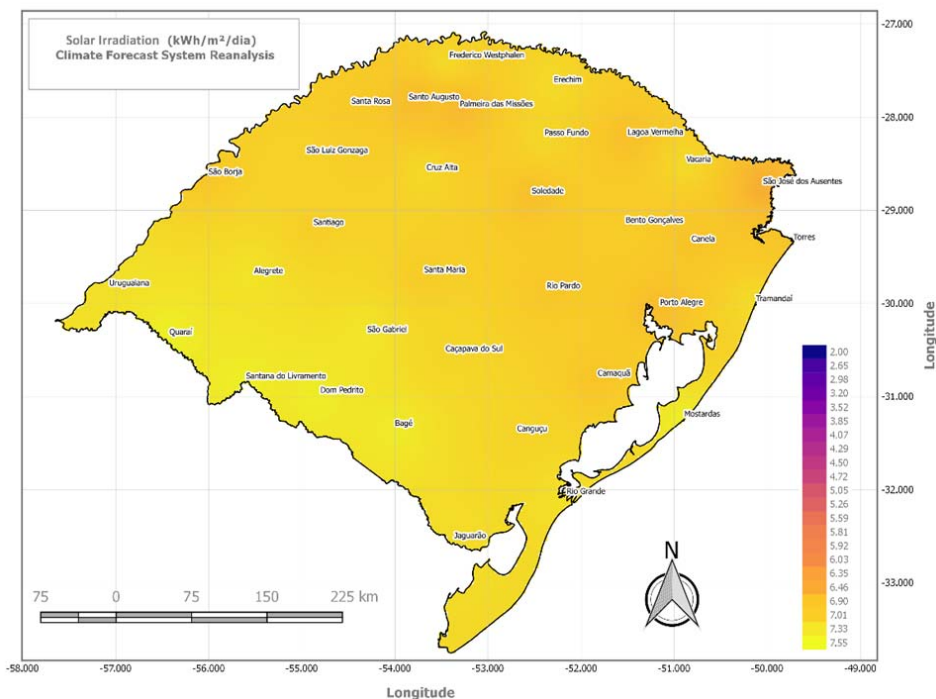 Solar Irradiation (kWh/m²/dia)
Climate Forecast System Reanalysis
-27.000
Frederico Westphalen
Erechim
Santa Rosa
Santo Augusto
Palmeira das Missões
-28.000
Passo Fundo
Lagoa Vermelha
São Luiz Gonzaga
Vacaria
Cruz Alta
São Borja
São José dos Ausentes
Soledade
-29.000
Santiago
Bento Gonçalves
Canela
Torres
Alegrete
Santa Maria
Uruguaiana
Rio Pardo
Tramandaí
Porto Alegre
-30.000
Quaraí
São Gabriel
Caçapava do Sul
Longitude
Santana do Livramento
Camaquã
Dom Pedrito
-31.000
Mostardas
Bagé
Canguçu
Rio Grande
-32.000
Jaguarão
-33.000
2.00
2.65
2.98
3.20
3.52
3.85
4.07
4.29
4.50
4.72
5.05
5.26
5.59
5.81
5.92
6.03
6.35
6.46
6.90
7.01
7.33
7.55
N
75 0 75 150 225 km
-58.000 -57.000 -56.000 -55.000 -54.000 -53.000 -52.000 -51.000 -50.000 -49.000
Longitude